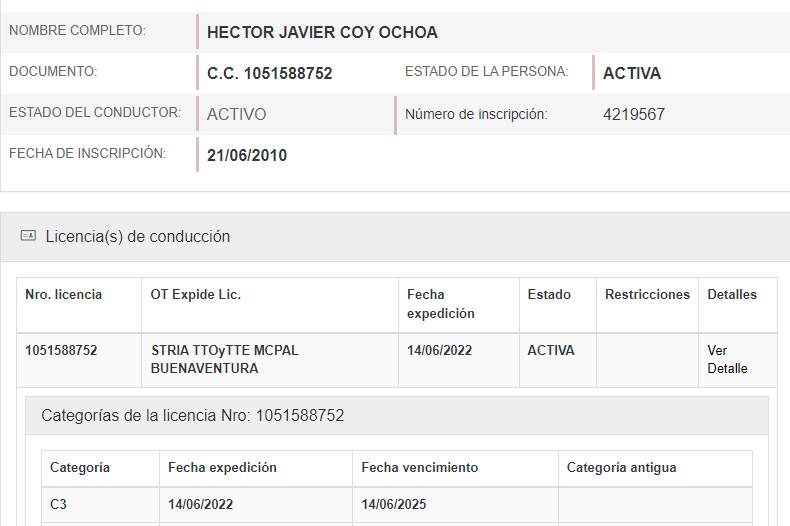 NOMBRE COMPLETO: HECTOR JAVIER COY OCHOA
DOCUMENTO: C.C. 1051588752 ESTADO DE LA PERSONA: ACTIVA
ESTADO DEL CONDUCTOR: ACTIVO Número de inscripción: 4219567
FECHA DE INSCRIPCIÓN: 21/06/2010
Licencia(s) de conducción
Nro. licencia OT Expide Lic. Fecha expedición Estado Restricciones Detalles
1051588752 STRIA TTOyTTE MCPAL BUENAVENTURA 14/06/2022 ACTIVA Ver Detalle
Categorías de la licencia Nro: 1051588752
Categoría Fecha expedición Fecha vencimiento Categoría antigua
C3 14/06/2022 14/06/2025